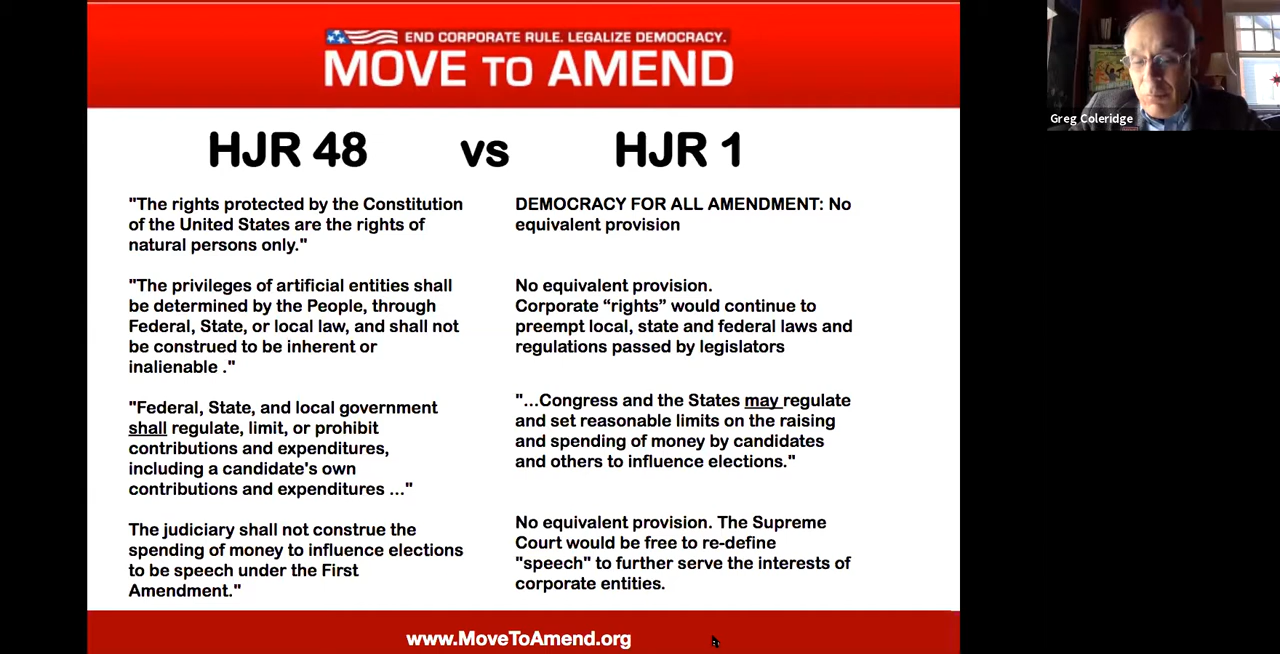 END CORPORATE RULE. LEGALIZE DEMOCRACY.
MOVE TO AMEND
HJR 48 vs HJR 1
"The rights protected by the Constitution
of the United States are the rights of
natural persons only."
DEMOCRACY FOR ALL AMENDMENT: No
equivalent provision
"The privileges of artificial entities shall
be determined by the People, through
Federal, State, or local law, and shall not
be construed to be inherent or
inalienable ."
No equivalent provision.
Corporate “rights” would continue to
preempt local, state and federal laws and
regulations passed by legislators
"Federal, State, and local government
shall regulate, limit, or prohibit
contributions and expenditures,
including a candidate's own
contributions and expenditures ..."
"...Congress and the States may regulate
and set reasonable limits on the raising
and spending of money by candidates
and others to influence elections."
The judiciary shall not construe the
spending of money to influence elections
to be speech under the First
Amendment."
No equivalent provision. The Supreme
Court would be free to re-define
"speech" to further serve the interests of
corporate entities.
www.MoveToAmend.org
Greg Coleridge